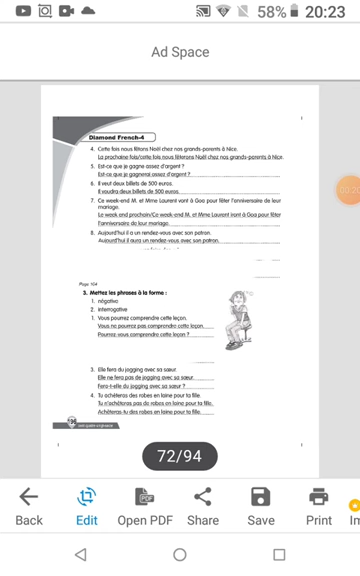 58% 20:23
Ad Space
Diamond French-4
4. Cette fois nous fêtons Noël chez nos grands-parents à Nice.
La prochaine fois/cette fois nous fêterons Noël chez nos grands-parents à Nice.
5. Est-ce que je gagne assez d'argent ?
Est-ce que je gagnerai assez d'argent ?
6. Il veut deux billets de 500 euros.
Il voudra deux billets de 500 euros.
7. Ce week-end M. et Mme Laurent vont à Goa pour fêter l'anniversaire de leur
mariage.
Le week end prochain/Ce week-end M. et Mme Laurent iront à Goa pour fêter
l'anniversaire de leur mariage.
8. Aujourd'hui il a un rendez-vous avec son patron.
Aujourd'hui il aura un rendez-vous avec son patron.
Page 104
3. Mettez les phrases à la forme :
1. négative
2. interrogative
1. Vous pourrez comprendre cette leçon.
Vous ne pourrez pas comprendre cette leçon.
Pourrez-vous comprendre cette leçon ?
3. Elle fera du jogging avec sa sœur.
Elle ne fera pas de jogging avec sa sœur.
Fera-t-elle du jogging avec sa sœur ?
4. Tu achèteras des robes en laine pour ta fille.
Tu n'achèteras pas de robes en laine pour ta fille.
Achèteras-tu des robes en laine pour ta fille.
72/94
Back Edit Open PDF Share Save Print